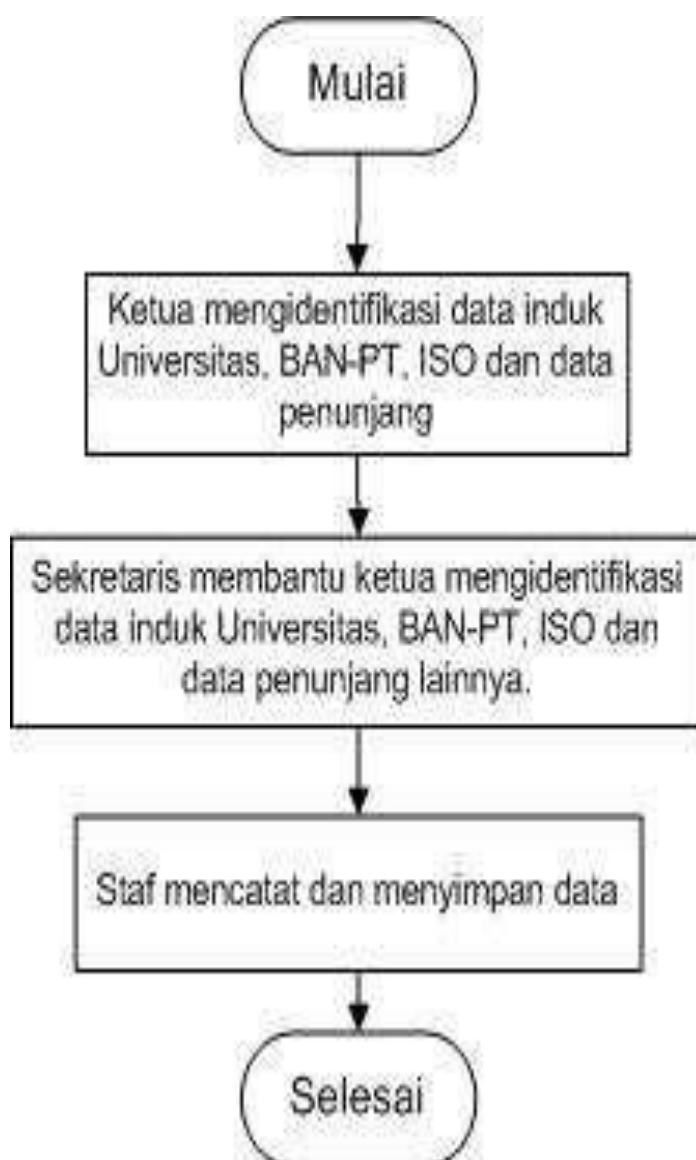 Mulai
Ketua mengidentifikasi data induk
Universitas, BAN-PT, ISO dan data
penunjang
Sekretaris membantu ketua mengidentifikasi
data induk Universitas, BAN-PT, ISO dan
data penunjang lainnya.
Staf mencatat dan menyimpan data
Selesai